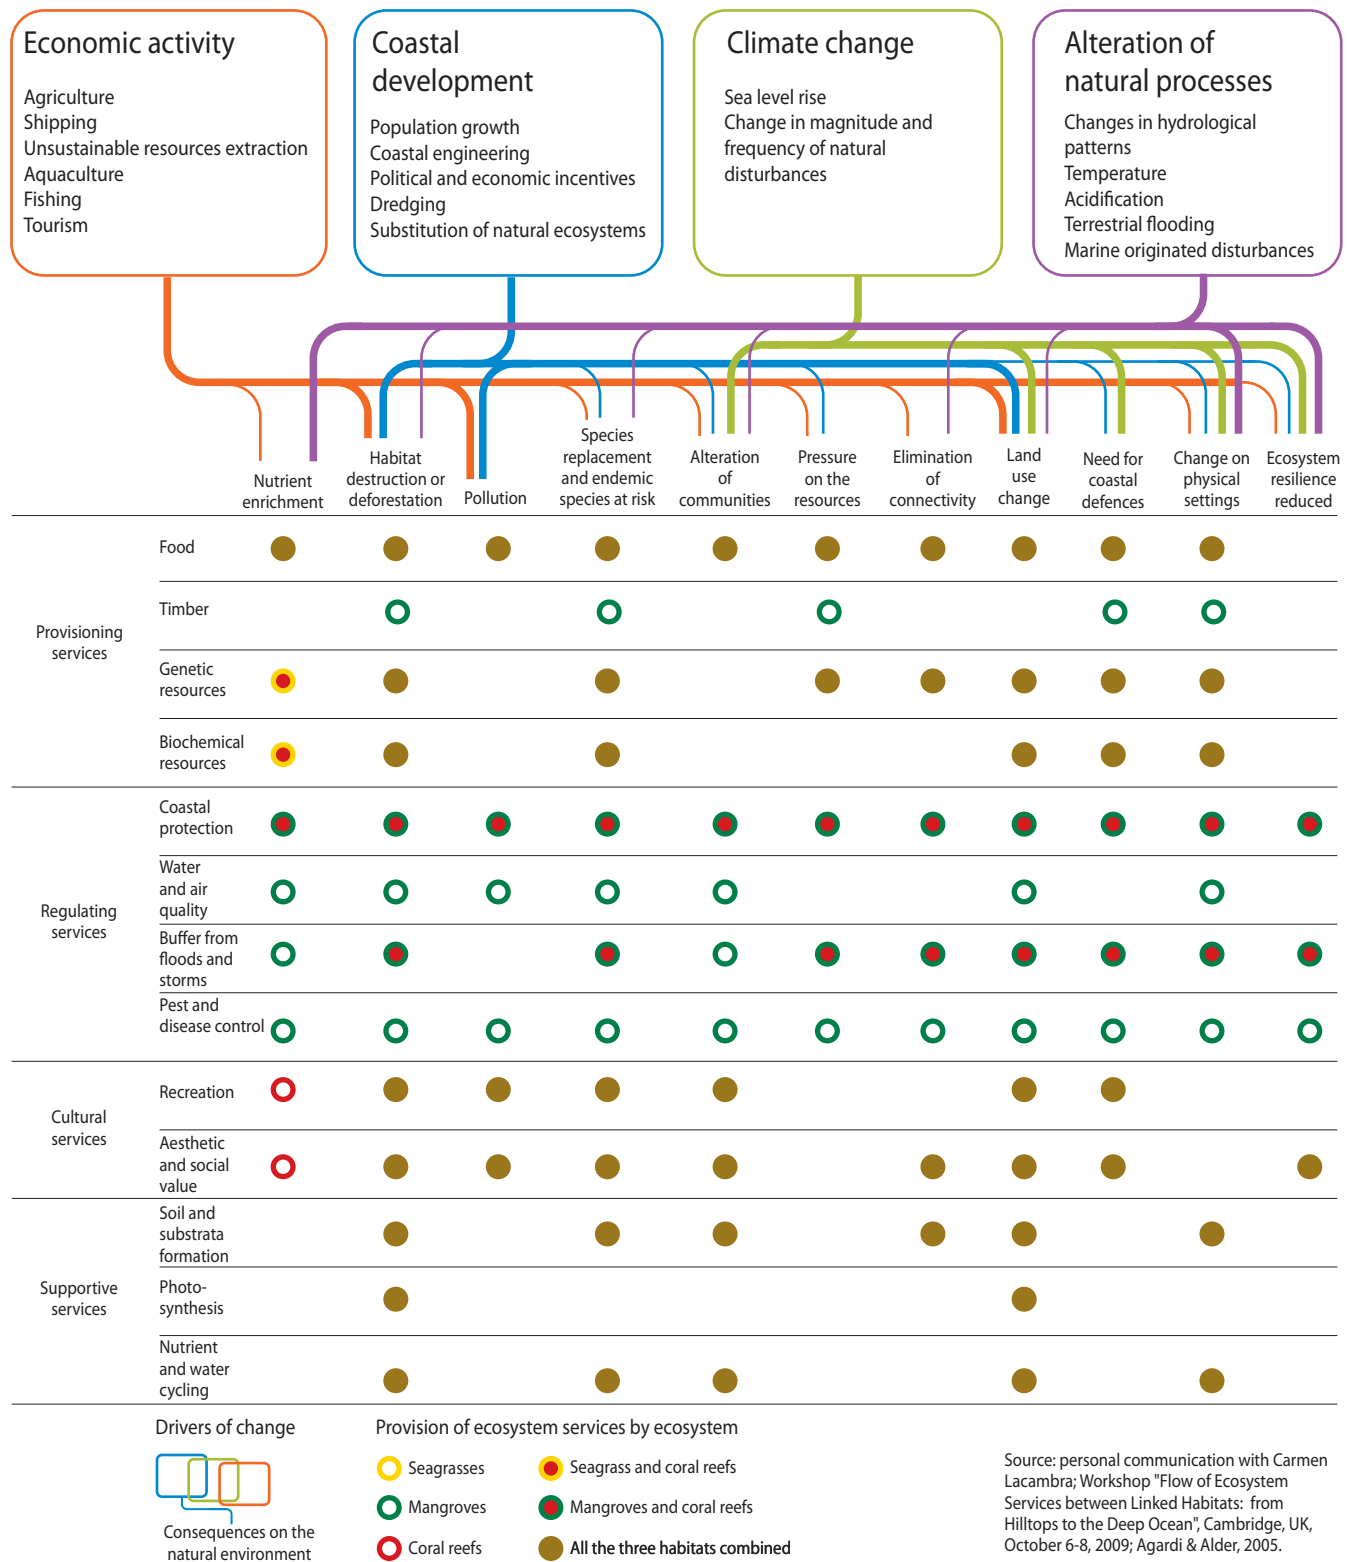 Economic activity
Agriculture
Shipping
Unsustainable resources extraction
Aquaculture
Fishing
Tourism
Coastal
development
Population growth
Coastal engineering
Political and economic incentives
Dredging
Substitution of natural ecosystems
Climate change
Sea level rise
Change in magnitude and
frequency of natural
disturbances
Alteration of
natural processes
Changes in hydrological
patterns
Temperature
Acidification
Terrestrial flooding
Marine originated disturbances
Nutrient
enrichment
Habitat
destruction or
deforestation
Pollution
Species
replacement
and endemic
species at risk
Alteration
of
communities
Pressure
on the
resources
Elimination
of
connectivity
Land
use
change
Need for
coastal
defences
Change on
physical
settings
Ecosystem
resilience
reduced
Provisioning
services
Food
Timber
Genetic
resources
Biochemical
resources
Regulating
services
Coastal
protection
Water
and air
quality
Buffer from
floods and
storms
Pest and
disease control
Cultural
services
Recreation
Aesthetic
and social
value
Supportive
services
Soil and
substrata
formation
Photo-
synthesis
Nutrient
and water
cycling
Drivers of change
Consequences on the
natural environment
Provision of ecosystem services by ecosystem
Seagrasses
Mangroves
Coral reefs
Seagrass and coral reefs
Mangroves and coral reefs
All the three habitats combined
Source: personal communication with Carmen
Lacambra; Workshop "Flow of Ecosystem
Services between Linked Habitats: from
Hilltops to the Deep Ocean", Cambridge, UK,
October 6-8, 2009; Agardi & Alder, 2005.